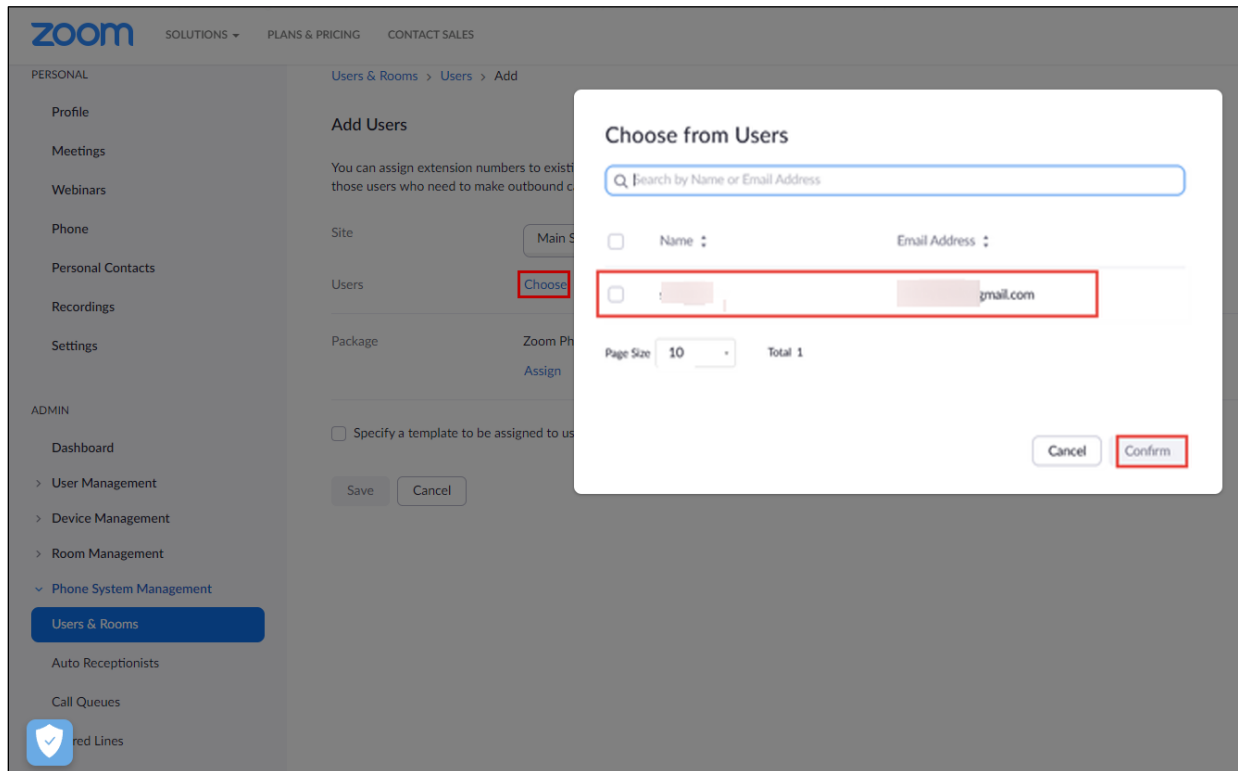 zoom SOLUTIONS PLANS & PRICING CONTACT SALES
PERSONAL
Profile
Meetings
Webinars
Phone
Personal Contacts
Recordings
Settings
ADMIN
Dashboard
User Management
Device Management
Room Management
Phone System Management
Users & Rooms
Auto Receptionists
Call Queues
red Lines
Users & Rooms > Users > Add
Add Users
You can assign extension numbers to existi
those users who need to make outbound c
Site Main S
Users Choose
Package Zoom Ph
Assign
Specify a template to be assigned to us
Save Cancel
Choose from Users
Search by Name or Email Address
Name Email Address
gmail.com
Page Size 10 Total 1
Cancel Confirm